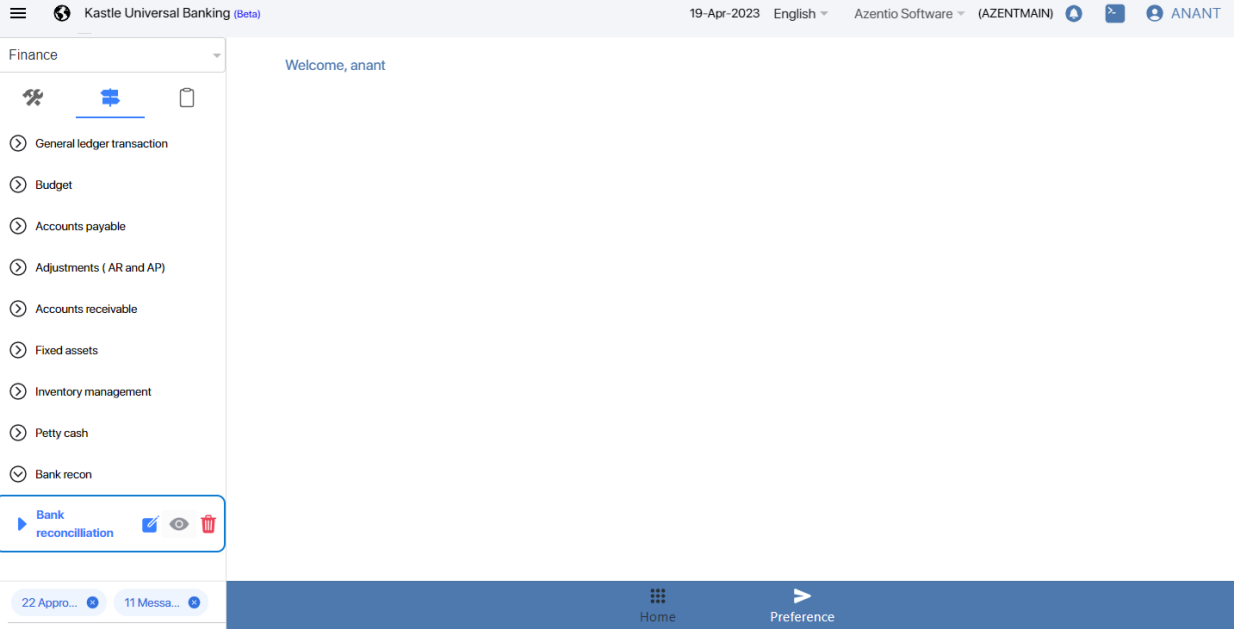 Kastle Universal Banking (Beta)
19-Apr-2023 English Azentio Software (AZENTMAIN) ANANT
Finance
Welcome, anant
General ledger transaction
Budget
Accounts payable
Adjustments ( AR and AP)
Accounts receivable
Fixed assets
Inventory management
Petty cash
Bank recon
Bank
reconcilliation
22 Appro...
11 Messa...
Home
Preference